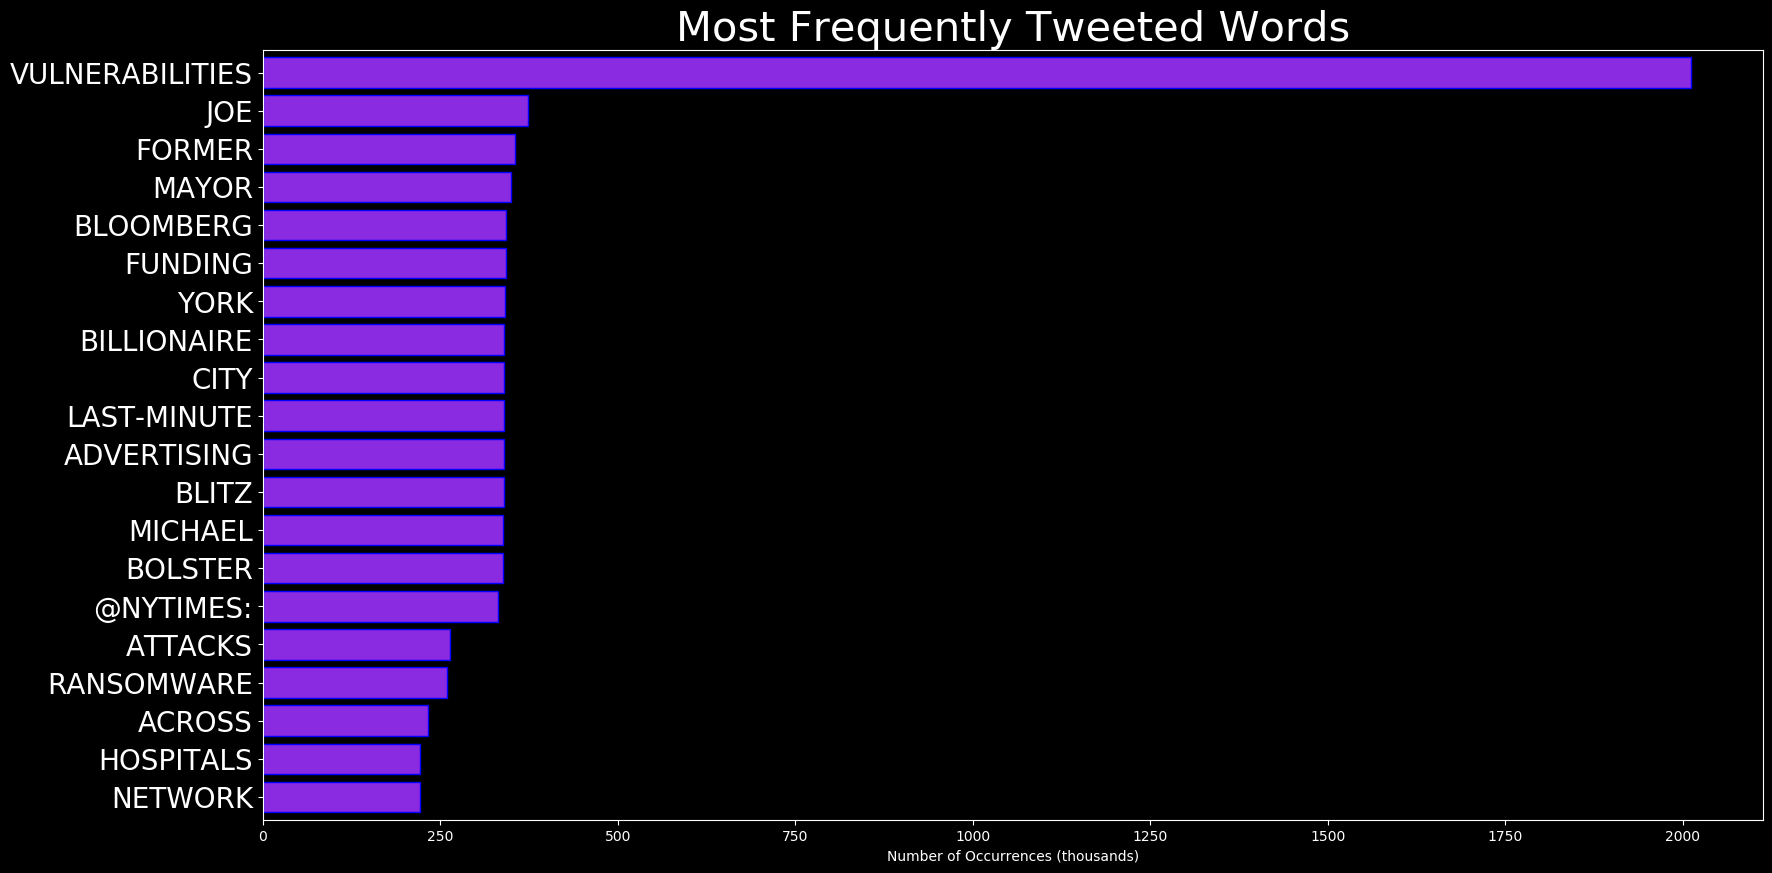 Most Frequently Tweeted Words
VULNERABILITIES
JOE
FORMER
MAYOR
BLOOMBERG
FUNDING
YORK
BILLIONAIRE
CITY
LAST-MINUTE
ADVERTISING
BLITZ
MICHAEL
BOLSTER
@NYTIMES:
ATTACKS
RANSOMWARE
ACROSS
HOSPITALS
NETWORK
0 250 500 750 1000 1250 1500 1750 2000
Number of Occurrences (thousands)